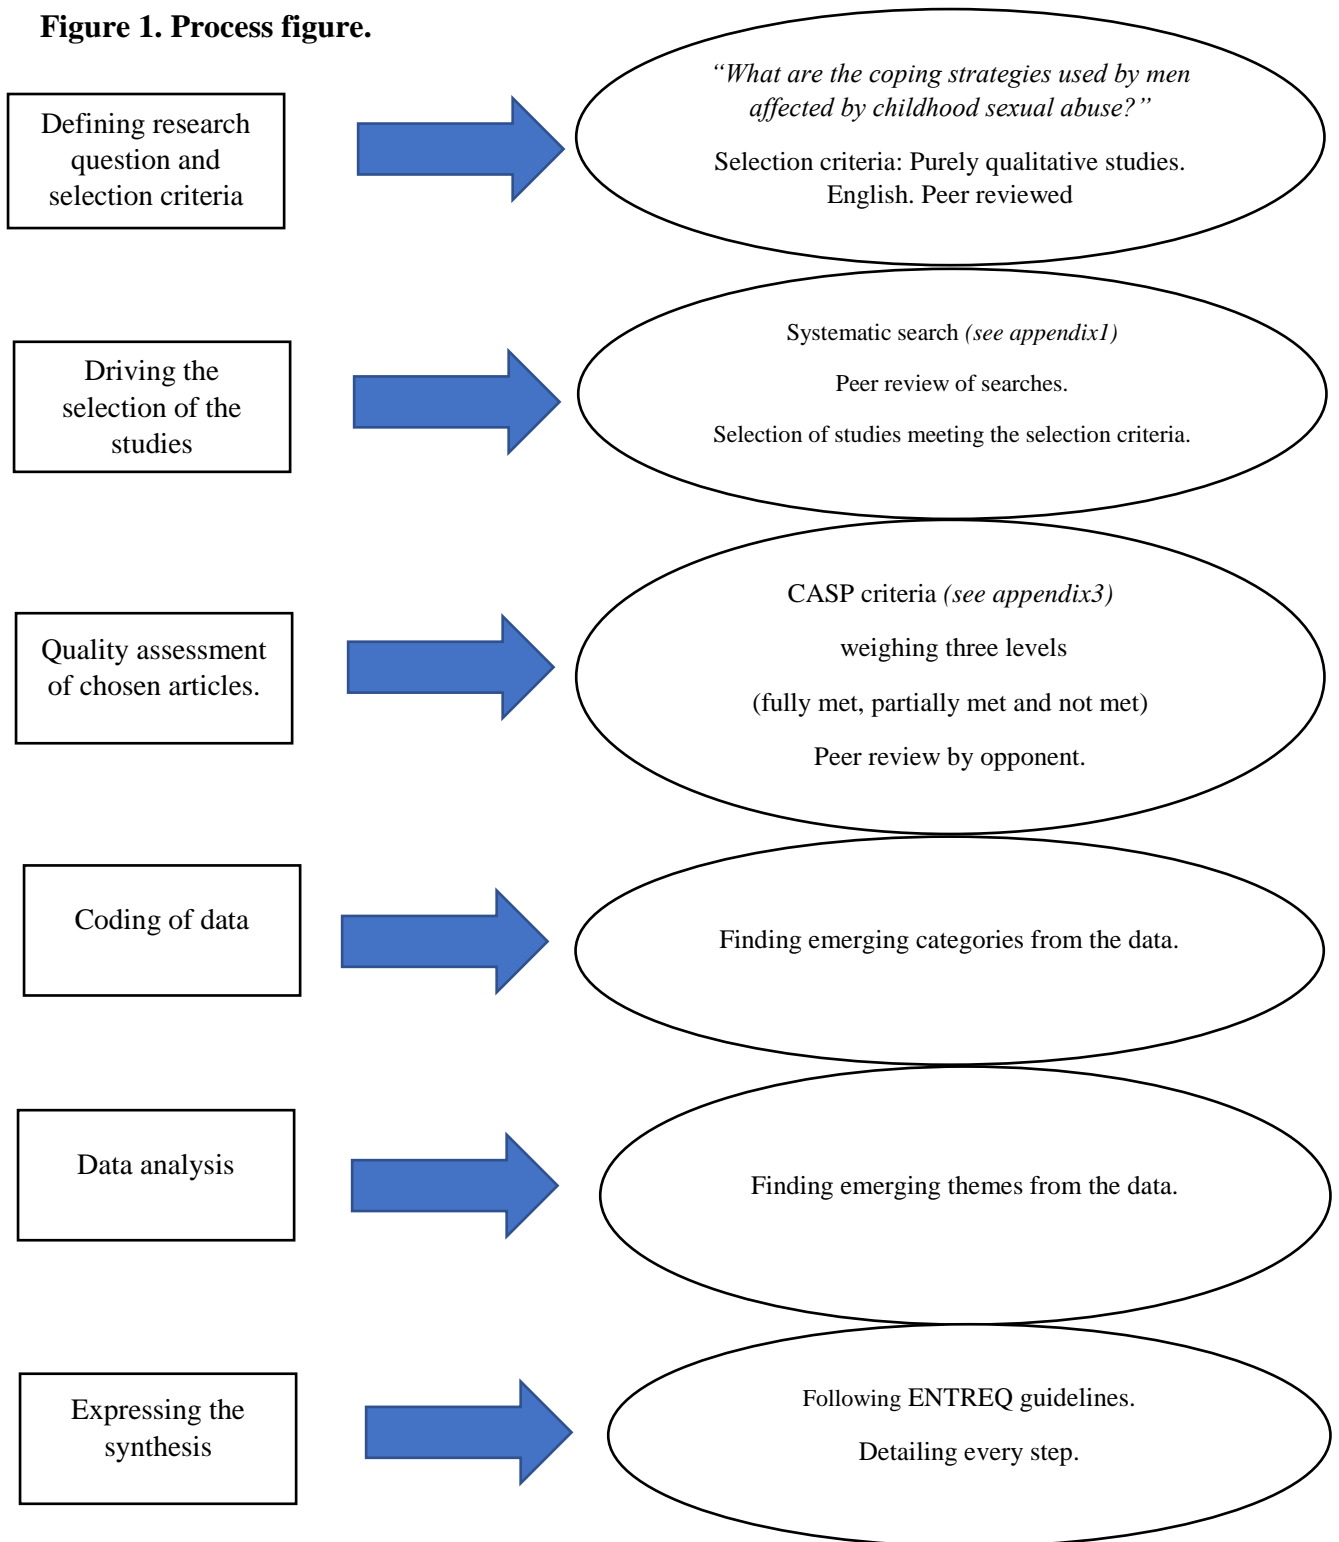 Figure 1. Process figure.
Defining research
question and
selection criteria
“What are the coping strategies used by men
affected by childhood sexual abuse?”
Selection criteria: Purely qualitative studies.
English. Peer reviewed
Driving the
selection of the
studies
Systematic search (see appendix1)
Peer review of searches.
Selection of studies meeting the selection criteria.
Quality assessment
of chosen articles.
CASP criteria (see appendix3)
weighing three levels
(fully met, partially met and not met)
Peer review by opponent.
Coding of data
Finding emerging categories from the data.
Data analysis
Finding emerging themes from the data.
Expressing the
synthesis
Following ENTREQ guidelines.
Detailing every step.